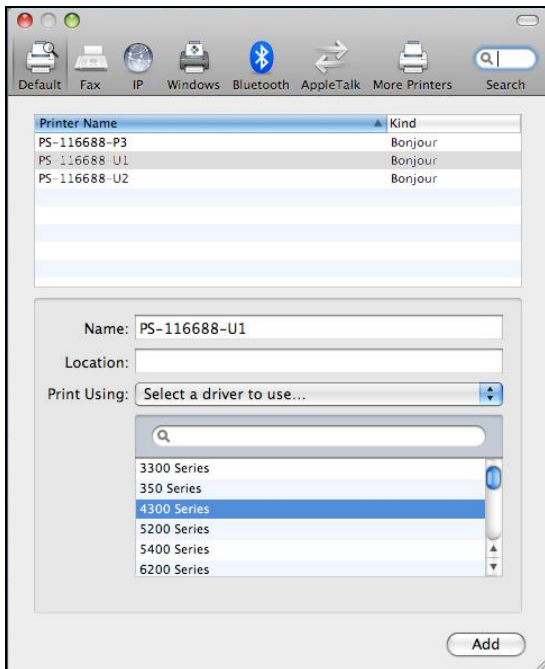 Default Fax IP Windows Bluetooth AppleTalk More Printers Search
Printer Name Kind
PS-116688-P3 Bonjour
PS-116688-U1 Bonjour
PS-116688-U2 Bonjour
Name: PS-116688-U1
Location:
Print Using: Select a driver to use...
3300 Series
350 Series
4300 Series
5200 Series
5400 Series
6200 Series
Add